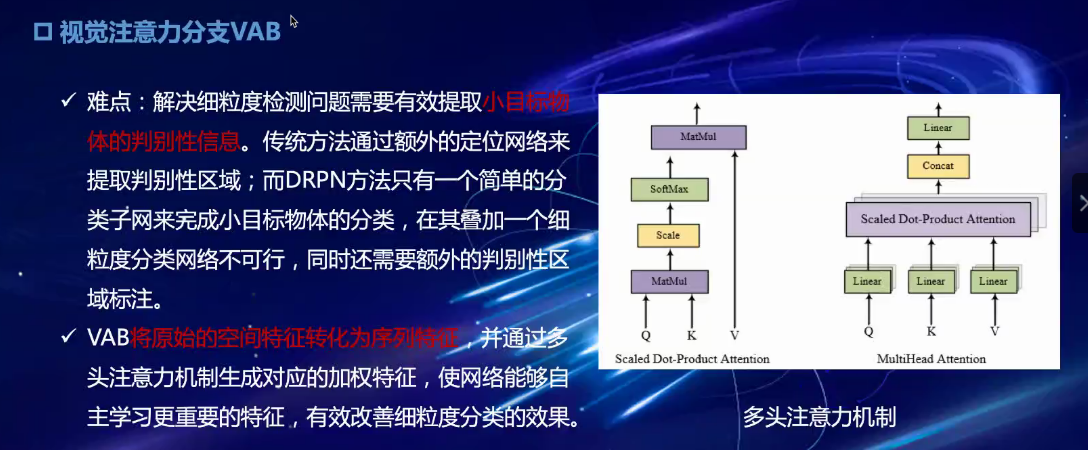 视觉注意力分支VAB
✓ 难点：解决细粒度检测问题需要有效提取小目标物
体的判别性信息。传统方法通过额外的定位网络来
提取判别性区域；而DRPN方法只有一个简单的分
类子网来完成小目标物体的分类，在其叠加一个细
粒度分类网络不可行，同时还需要额外的判别性区
域标注。
✓ VAB将原始的空间特征转化为序列特征，并通过多
头注意力机制生成对应的加权特征，使网络能够自
主学习更重要的特征，有效改善细粒度分类的效果。
MatMul
SoftMax
Scale
MatMul
Q K V
Scaled Dot-Product Attention
Linear
Concat
Scaled Dot-Product Attention
Linear Linear Linear
Q K V
MultiHead Attention
多头注意力机制